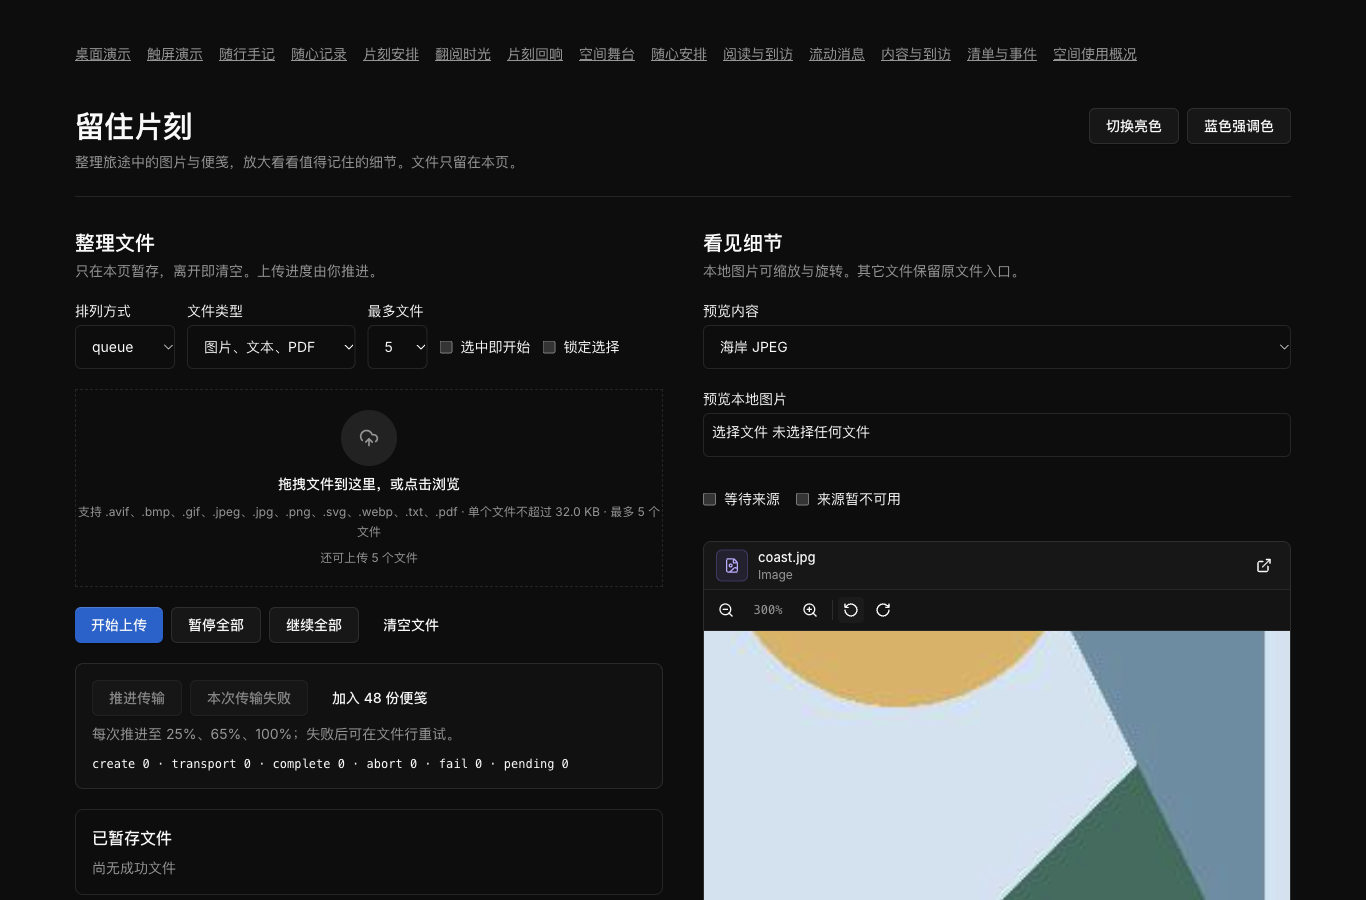 桌面演示 触屏演示 随行手记 随心记录 片刻安排 翻阅时光 片刻回响 空间舞台 随心安排 阅读与到访 流动消息 内容与到访 清单与事件 空间使用概况
留住片刻
切换亮色 蓝色强调色
整理旅途中的图片与便笺，放大看看值得记住的细节。文件只留在本页。
整理文件
只在本页暂存，离开即清空。上传进度由你推进。
排列方式 文件类型 最多文件
queue 图片、文本、PDF 5 选中即开始 锁定选择
拖拽文件到这里，或点击浏览
支持 .avif、.bmp、.gif、.jpeg、.jpg、.png、.svg、.webp、.txt、.pdf · 单个文件不超过 32.0 KB · 最多 5 个
文件
还可上传 5 个文件
开始上传 暂停全部 继续全部 清空文件
推进传输 本次传输失败 加入 48 份便笺
每次推进至 25%、65%、100%；失败后可在文件行重试。
create 0 · transport 0 · complete 0 · abort 0 · fail 0 · pending 0
已暂存文件
尚无成功文件
看见细节
本地图片可缩放与旋转。其它文件保留原文件入口。
预览内容
海岸 JPEG
预览本地图片
选择文件 未选择任何文件
等待来源 来源暂不可用
coast.jpg
Image
300%